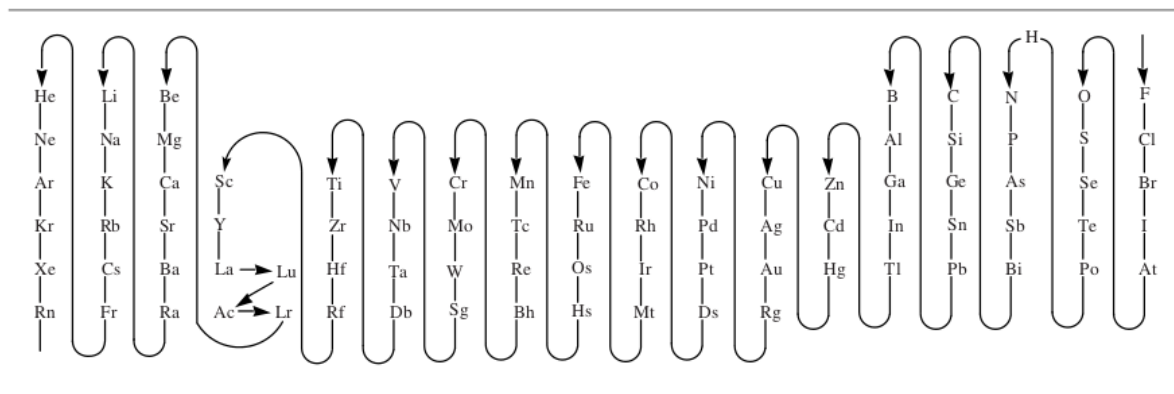 H
He Li Be B C N O F
Ne Na Mg Al Si P S Cl
Ar K Ca Sc Ti V Cr Mn Fe Co Ni Cu Zn Ga Ge As Se Br
Kr Rb Sr Y Zr Nb Mo Tc Ru Rh Pd Ag Cd In Sn Sb Te I
Xe Cs Ba La Lu Hf Ta W Re Os Ir Pt Au Hg Tl Pb Bi Po At
Rn Fr Ra Ac Lr Rf Db Sg Bh Hs Mt Ds Rg